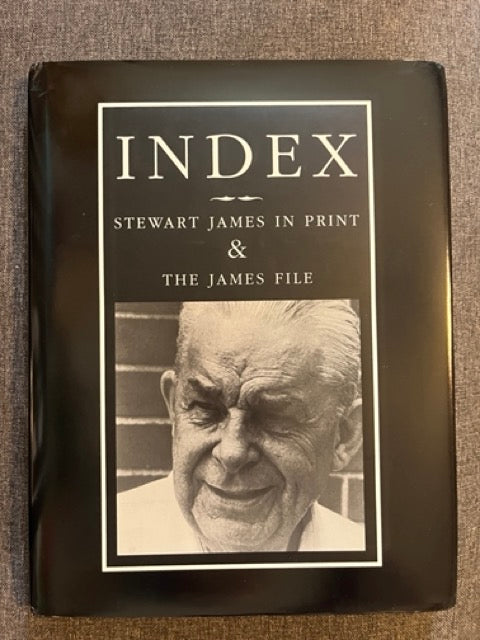 INDEX
STEWART JAMES IN PRINT
&
THE JAMES FILE